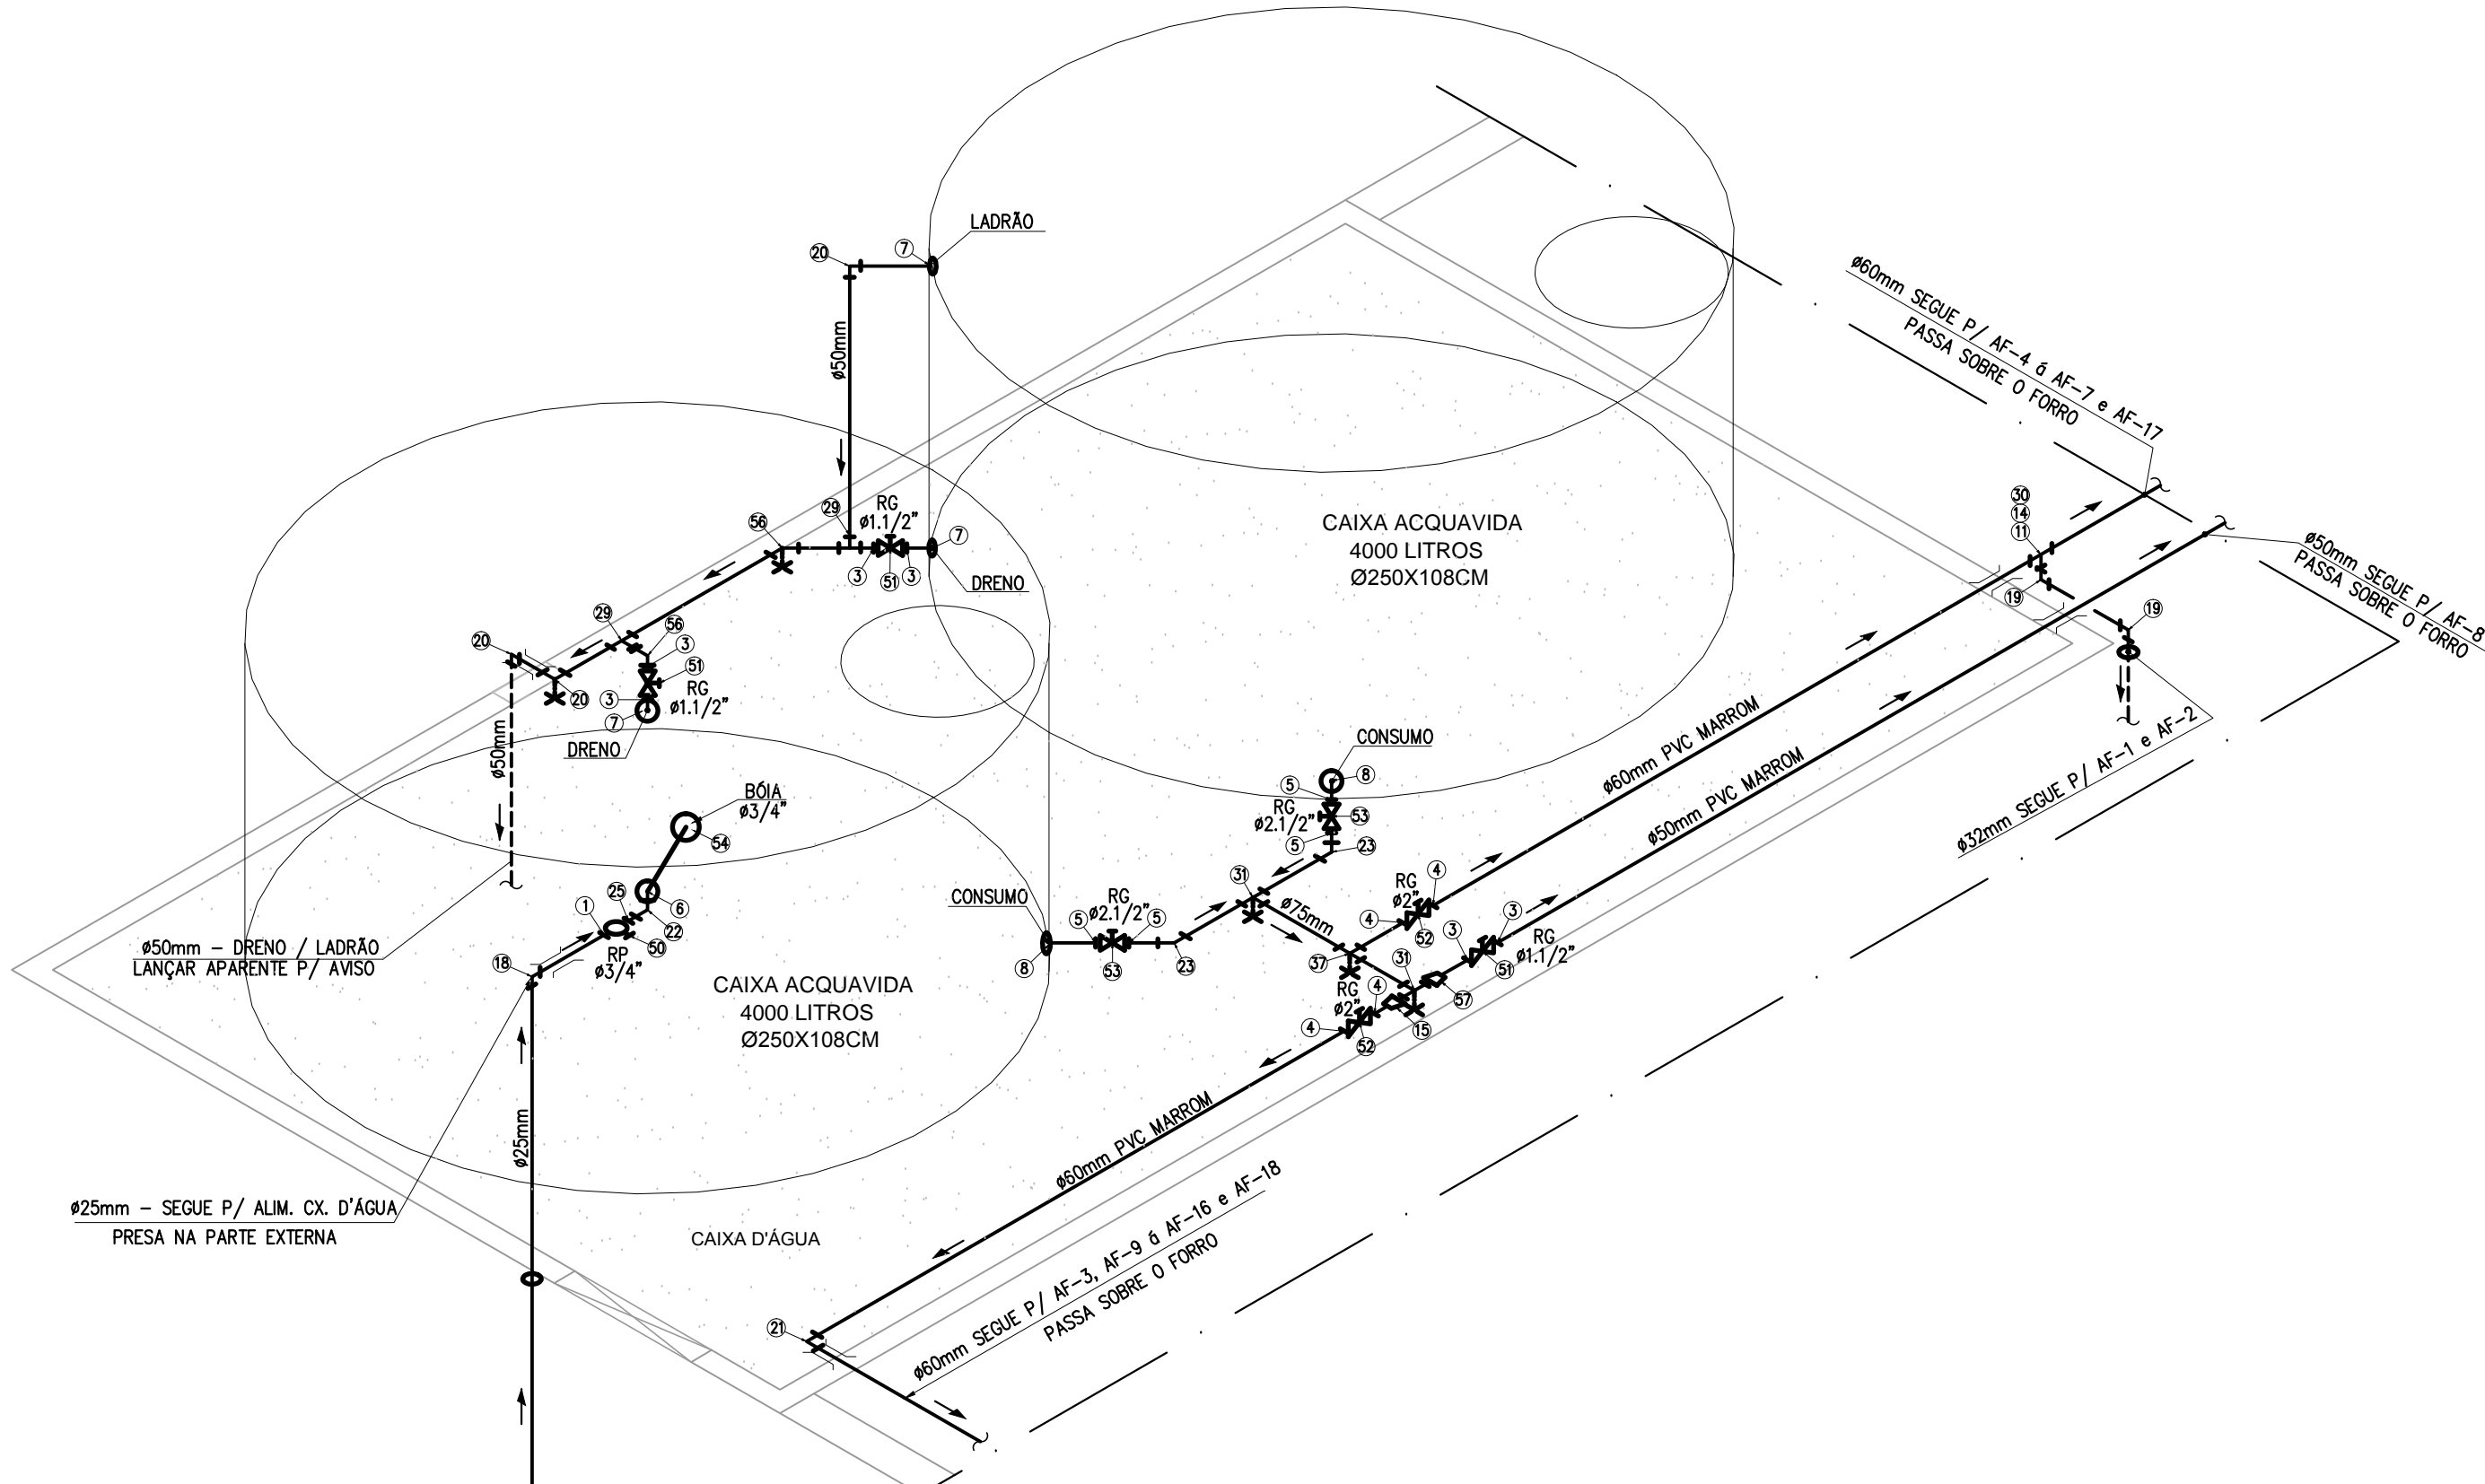 LADRÃO
20
7
ø50mm
ø60mm SEGUE P/ AF-4 á AF-7 e AF-17
PASSA SOBRE O FORRO
29
RG
ø1.1/2"
56
7
3
51
3
DRENO
CAIXA ACQUAVIDA
4000 LITROS
Ø250X108CM
30
14
11
19
19
ø50mm SEGUE P/ AF-8
PASSA SOBRE O FORRO
29
56
3
20
51
RG
ø1.1/2"
3
20
7
DRENO
ø50mm
BÓIA
ø3/4"
54
CONSUMO
8
5
RG
ø2.1/2"
53
5
23
ø60mm PVC MARROM
ø50mm PVC MARROM
ø32mm SEGUE P/ AF-1 e AF-2
31
25
1
6
22
50
RP
ø3/4"
18
ø50mm - DRENO / LADRÃO
LANÇAR APARENTE P/ AVISO
CONSUMO
RG
ø2.1/2"
5
5
8
53
23
ø75mm
RG
ø2"
4
4
52
3
3
RG
ø1.1/2"
51
37
31
57
RG
ø2"
4
4
15
52
CAIXA ACQUAVIDA
4000 LITROS
Ø250X108CM
ø25mm
ø60mm PVC MARROM
ø25mm - SEGUE P/ ALIM. CX. D'ÁGUA
PRESA NA PARTE EXTERNA
CAIXA D'ÁGUA
21
ø60mm SEGUE P/ AF-3, AF-9 á AF-16 e AF-18
PASSA SOBRE O FORRO